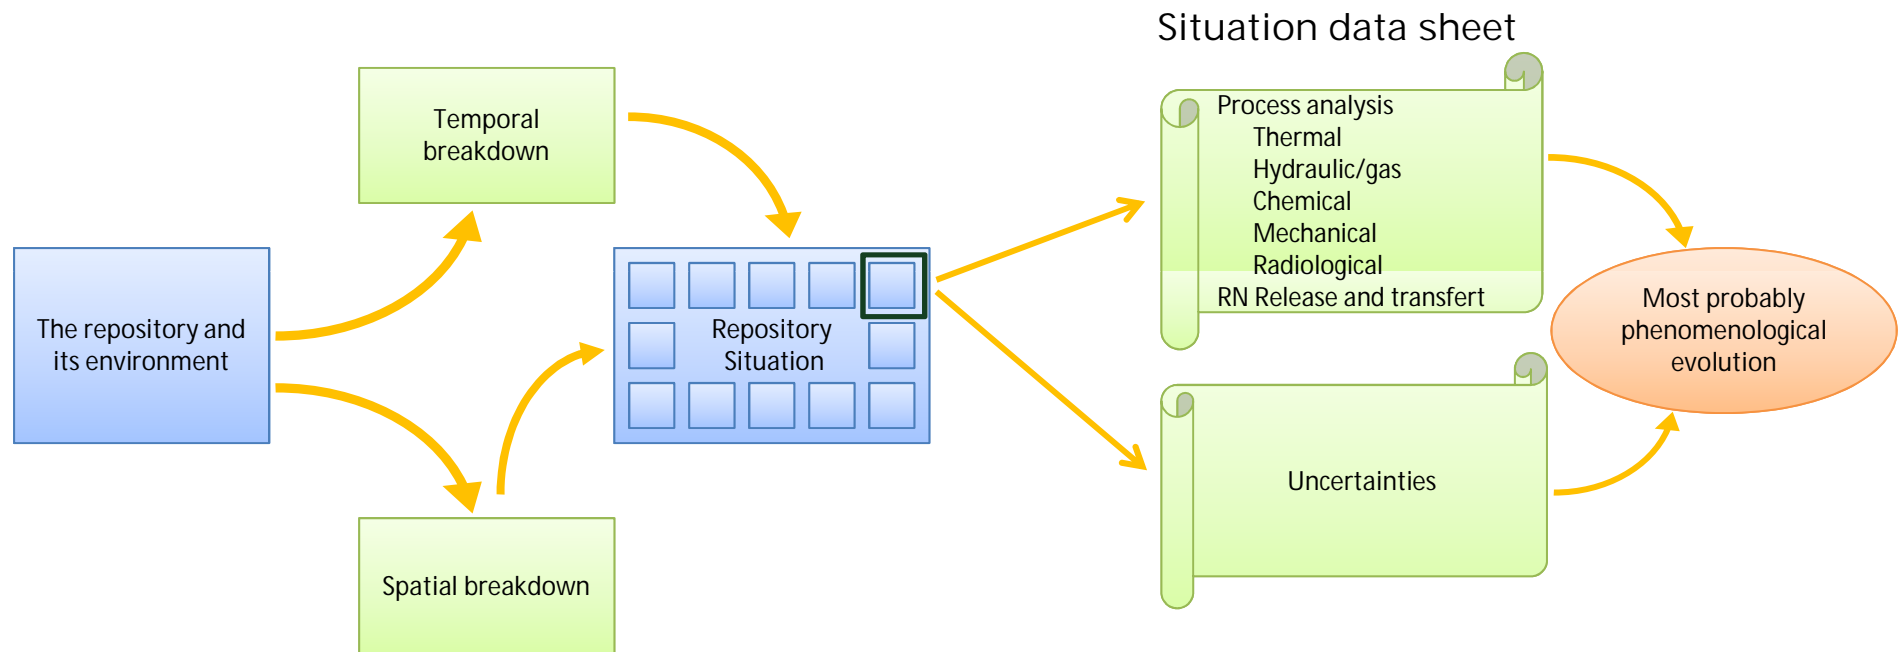 Situation data sheet
Temporal
breakdown
Process analysis
Thermal
Hydraulic/gas
Chemical
Mechanical
Radiological
RN Release and transfert
The repository and
its environment
Repository
Situation
Most probably
phenomenological
evolution
Uncertainties
Spatial breakdown